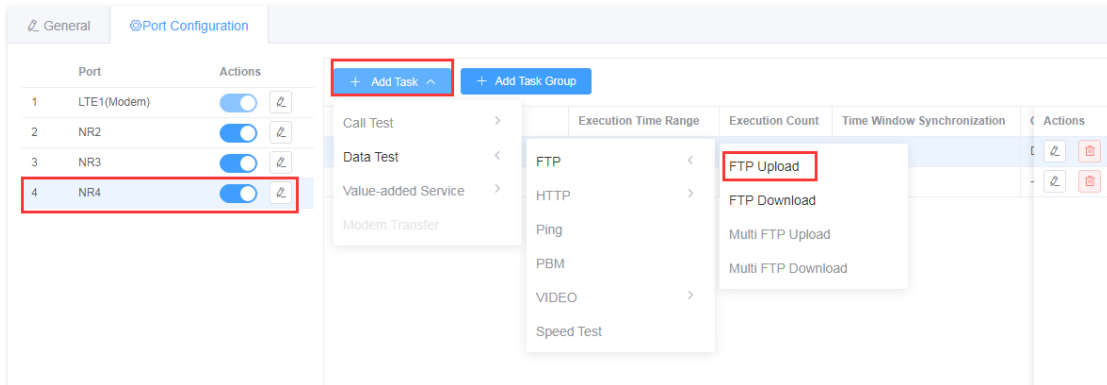 General Port Configuration
Port Actions
1 LTE1(Modem)
2 NR2
3 NR3
4 NR4
+ Add Task + Add Task Group
Execution Time Range Execution Count Time Window Synchronization Actions
Call Test
Data Test
Value-added Service
Modem Transfer
FTP
HTTP
Ping
PBM
VIDEO
Speed Test
FTP Upload
FTP Download
Multi FTP Upload
Multi FTP Download